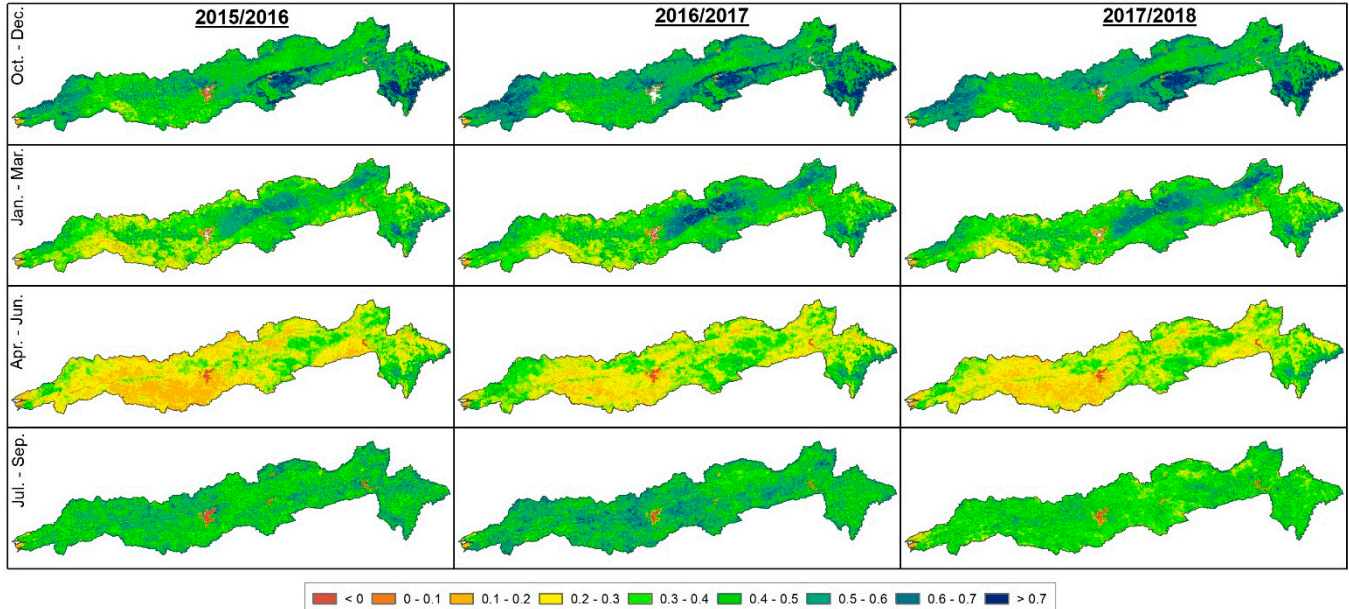 2015/2016
2016/2017
2017/2018
Oct. - Dec.
Jan. - Mar.
Apr. - Jun.
Jul. - Sep.
< 0 0 - 0.1 0.1 - 0.2 0.2 - 0.3 0.3 - 0.4 0.4 - 0.5 0.5 - 0.6 0.6 - 0.7 > 0.7